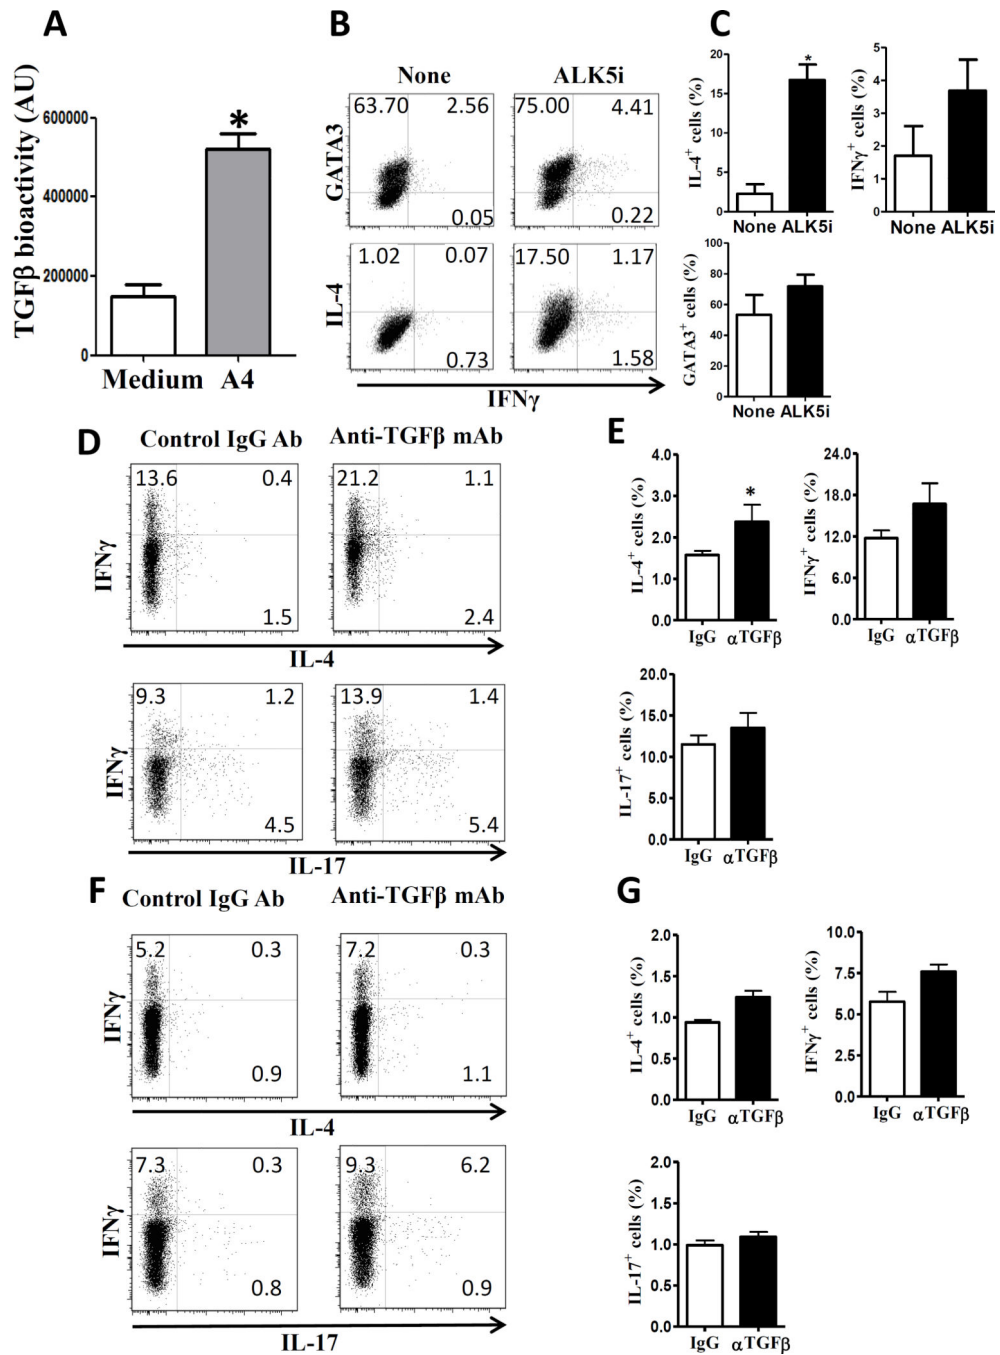 A
TGFβ bioactivity (AU)
600000
400000
200000
0
*
Medium A4
B
None ALK5i
GATA3
63.70 2.56
0.05
75.00 4.41
0.22
IL-4
1.02 0.07
0.73
17.50 1.17
1.58
IFNγ
C
IL-4+ cells (%)
20
15
10
5
0
*
None ALK5i
IFNγ+ cells (%)
5
4
3
2
1
0
None ALK5i
GATA3+ cells (%)
100
80
60
40
20
0
None ALK5i
D
Control IgG Ab Anti-TGFβ mAb
IFNγ
13.6 0.4
1.5
21.2 1.1
2.4
IL-4
IFNγ
9.3 1.2
4.5
13.9 1.4
5.4
IL-17
E
IL-4+ cells (%)
4.0
3.0
2.0
1.0
0.0
*
IgG αTGFβ
IFNγ+ cells (%)
24.0
18.0
12.0
6.0
0.0
IgG αTGFβ
IL-17+ cells (%)
15.0
10.0
5.0
0.0
IgG αTGFβ
F
Control IgG Ab Anti-TGFβ mAb
IFNγ
5.2 0.3
0.9
7.2 0.3
1.1
IL-4
IFNγ
7.3 0.3
0.8
9.3 6.2
0.9
IL-17
G
IL-4+ cells (%)
2.0
1.5
1.0
0.5
0.0
IgG αTGFβ
IFNγ+ cells (%)
10.0
7.5
5.0
2.5
0.0
IgG αTGFβ
IL-17+ cells (%)
2.0
1.5
1.0
0.5
0.0
IgG αTGFβ